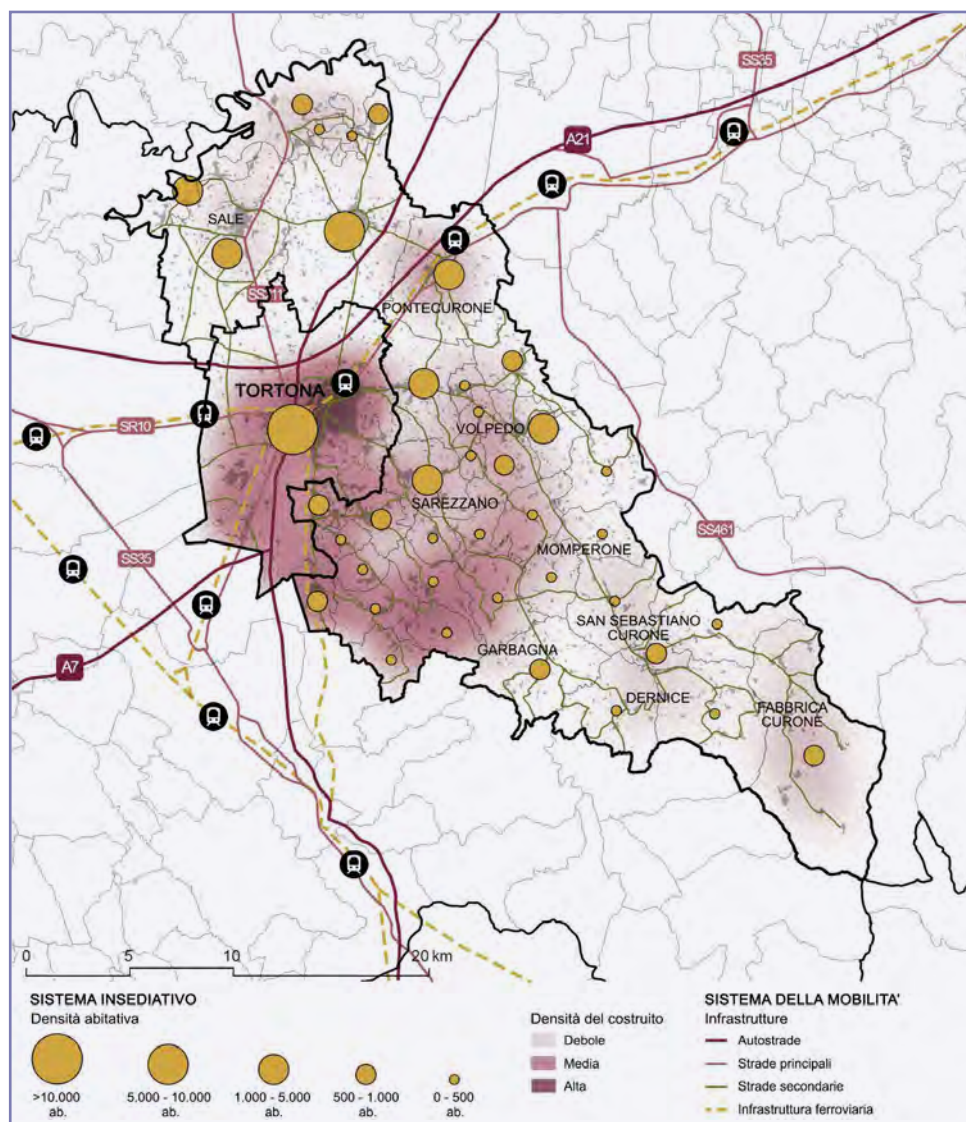 SS35
A21
SALE
PONTECURONE
TORTONA
SR10
VOLPEDO
SAREZZANO
SS461
MOMPERONE
SS35
SAN SEBASTIANO
CURONE
A7
GARBAGNA
DERNICE
FABBRICA
CURONE
0 5 10 20 km
SISTEMA INSEDIATIVO
Densità abitativa
>10.000
ab.
5.000 - 10.000
ab.
1.000 - 5.000
ab.
500 - 1.000
ab.
0 - 500
ab.
Densità del costruito
Debole
Media
Alta
SISTEMA DELLA MOBILITA'
Infrastrutture
Autostrade
Strade principali
Strade secondarie
Infrastruttura ferroviaria